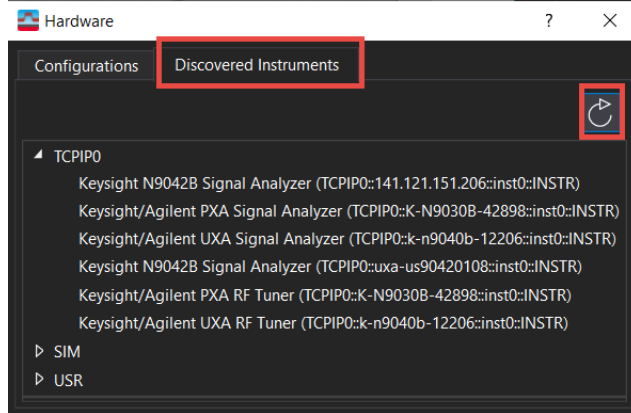 Hardware ? ×
Configurations Discovered Instruments
TCPIP0
Keysight N9042B Signal Analyzer (TCPIP0::141.121.151.206::inst0::INSTR)
Keysight/Agilent PXA Signal Analyzer (TCPIP0::K-N9030B-42898::inst0::INSTR)
Keysight/Agilent UXA Signal Analyzer (TCPIP0::k-n9040b-12206::inst0::INSTR)
Keysight N9042B Signal Analyzer (TCPIP0::uxa-us90420108::inst0::INSTR)
Keysight/Agilent PXA RF Tuner (TCPIP0::K-N9030B-42898::inst0::INSTR)
Keysight/Agilent UXA RF Tuner (TCPIP0::k-n9040b-12206::inst0::INSTR)
SIM
USR